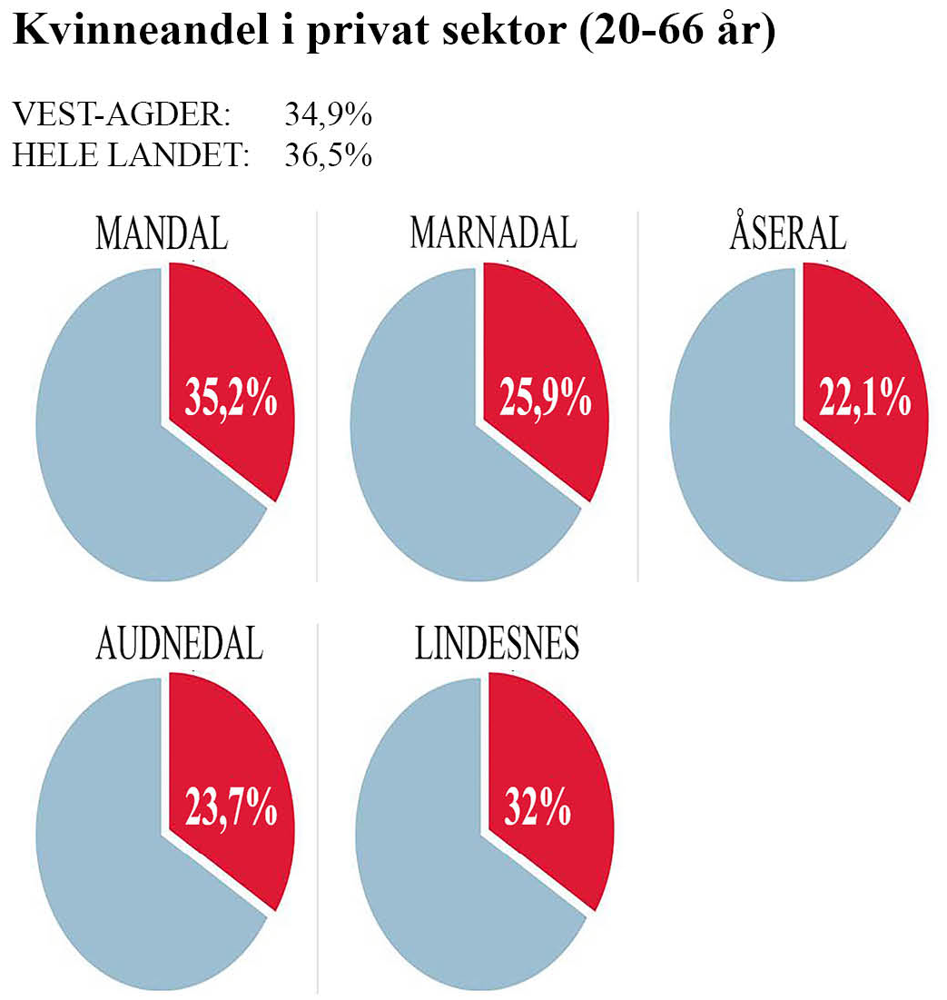 Kvinneandel i privat sektor (20-66 år)
VEST-AGDER: 34,9%
HELE LANDET: 36,5%
MANDAL
35,2%
MARNADAL
25,9%
ÅSERAL
22,1%
AUDNEDAL
23,7%
LINDESNES
32%